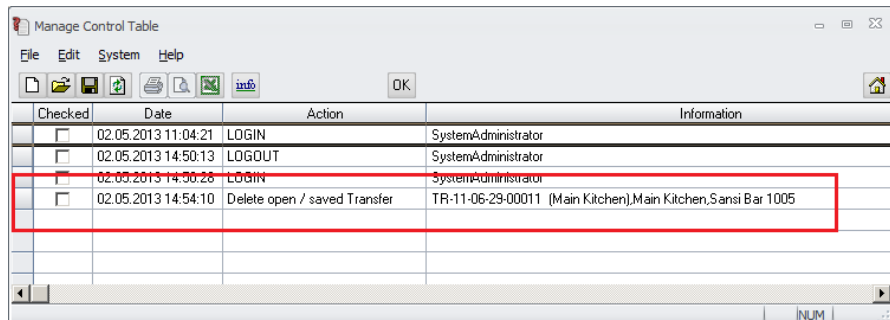 Manage Control Table
File Edit System Help
info OK
Checked Date Action Information
02.05.2013 11:04:21 LOGIN SystemAdministrator
02.05.2013 14:50:13 LOGOUT SystemAdministrator
02.05.2013 14:50:28 LOGIN SystemAdministrator
02.05.2013 14:54:10 Delete open / saved Transfer TR-11-06-29-00011 (Main Kitchen),Main Kitchen,Sansi Bar 1005
NUM